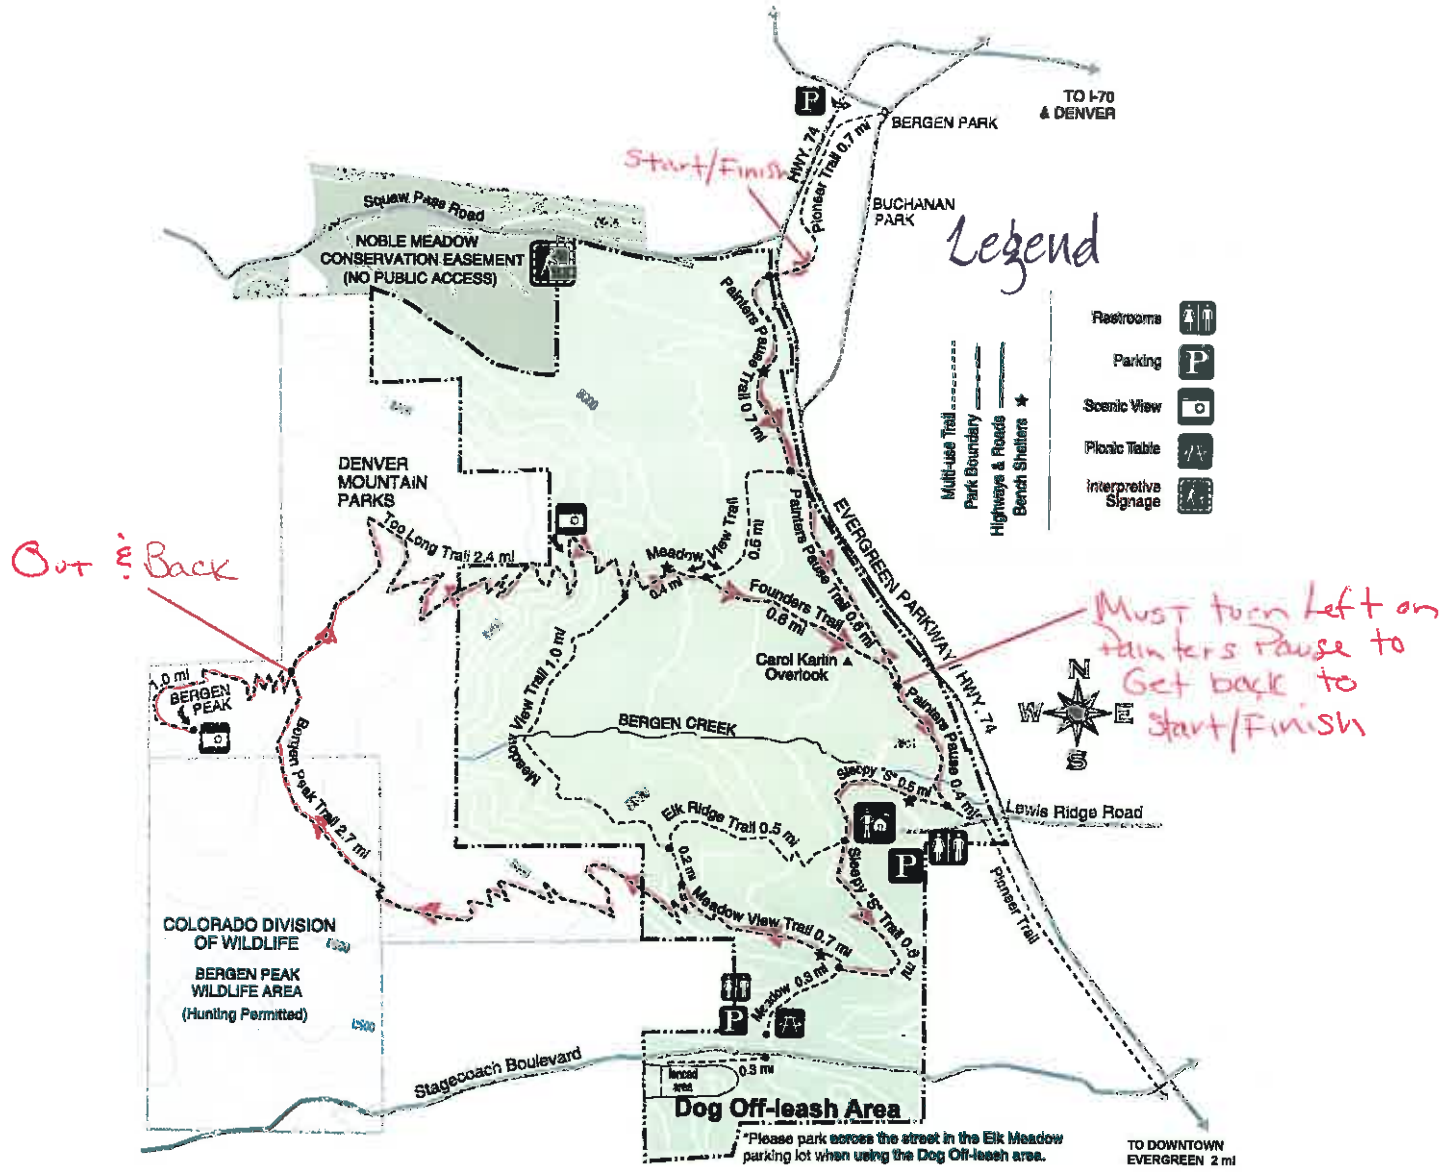 TO I-70
& DENVER
P
BERGEN PARK
HWY. 74
Pioneer Trail 0.7 mi
Start/Finish
BUCHANAN
PARK
Squaw Pass Road
NOBLE MEADOW
CONSERVATION EASEMENT
(NO PUBLIC ACCESS)
Legend
Restrooms
Parking
P
Scenic View
Picnic Table
Interpretive
Signage
Multi-use Trail
Park Boundary
Highways & Roads
Bench Shelters
Painters Pause Trail 0.7 mi
8000
DENVER
MOUNTAIN
PARKS
Too Long Trail 2.4 mi
Meadow View Trail
0.4 mi
0.5 mi
Painters Pause Trail 0.6 mi
EVERGREEN PARKWAY // HWY. 74
Out & Back
Founders Trail
0.6 mi
Carol Karlin
Overlook
Must turn Left on
Painters Pause to
Get back to
Start/Finish
N
W E
S
1.0 mi
BERGEN
PEAK
Meadow View Trail 1.0 mi
Meadow
BERGEN CREEK
Painters Pause 0.4 mi
Sleepy "S" 0.5 mi
Lewis Ridge Road
Bergen Peak Trail 2.7 mi
Elk Ridge Trail 0.5 mi
0.2 mi
P
Sleepy "S" Trail 0.8 mi
Meadow View Trail 0.7 mi
Pioneer Trail
COLORADO DIVISION
OF WILDLIFE
BERGEN PEAK
WILDLIFE AREA
(Hunting Permitted)
Meadow 0.3 mi
P
Stagecoach Boulevard
fenced
area
0.3 mi
Dog Off-leash Area
*Please park across the street in the Elk Meadow
parking lot when using the Dog Off-leash area.
TO DOWNTOWN
EVERGREEN 2 mi